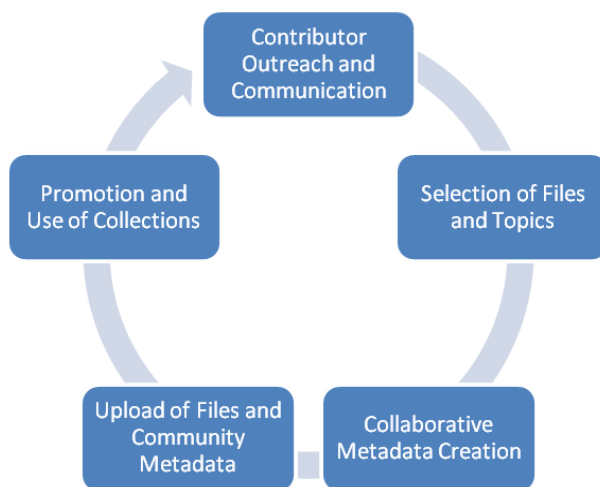 Contributor
Outreach and
Communication
Selection of Files
and Topics
Collaborative
Metadata Creation
Upload of Files and
Community
Metadata
Promotion and
Use of Collections